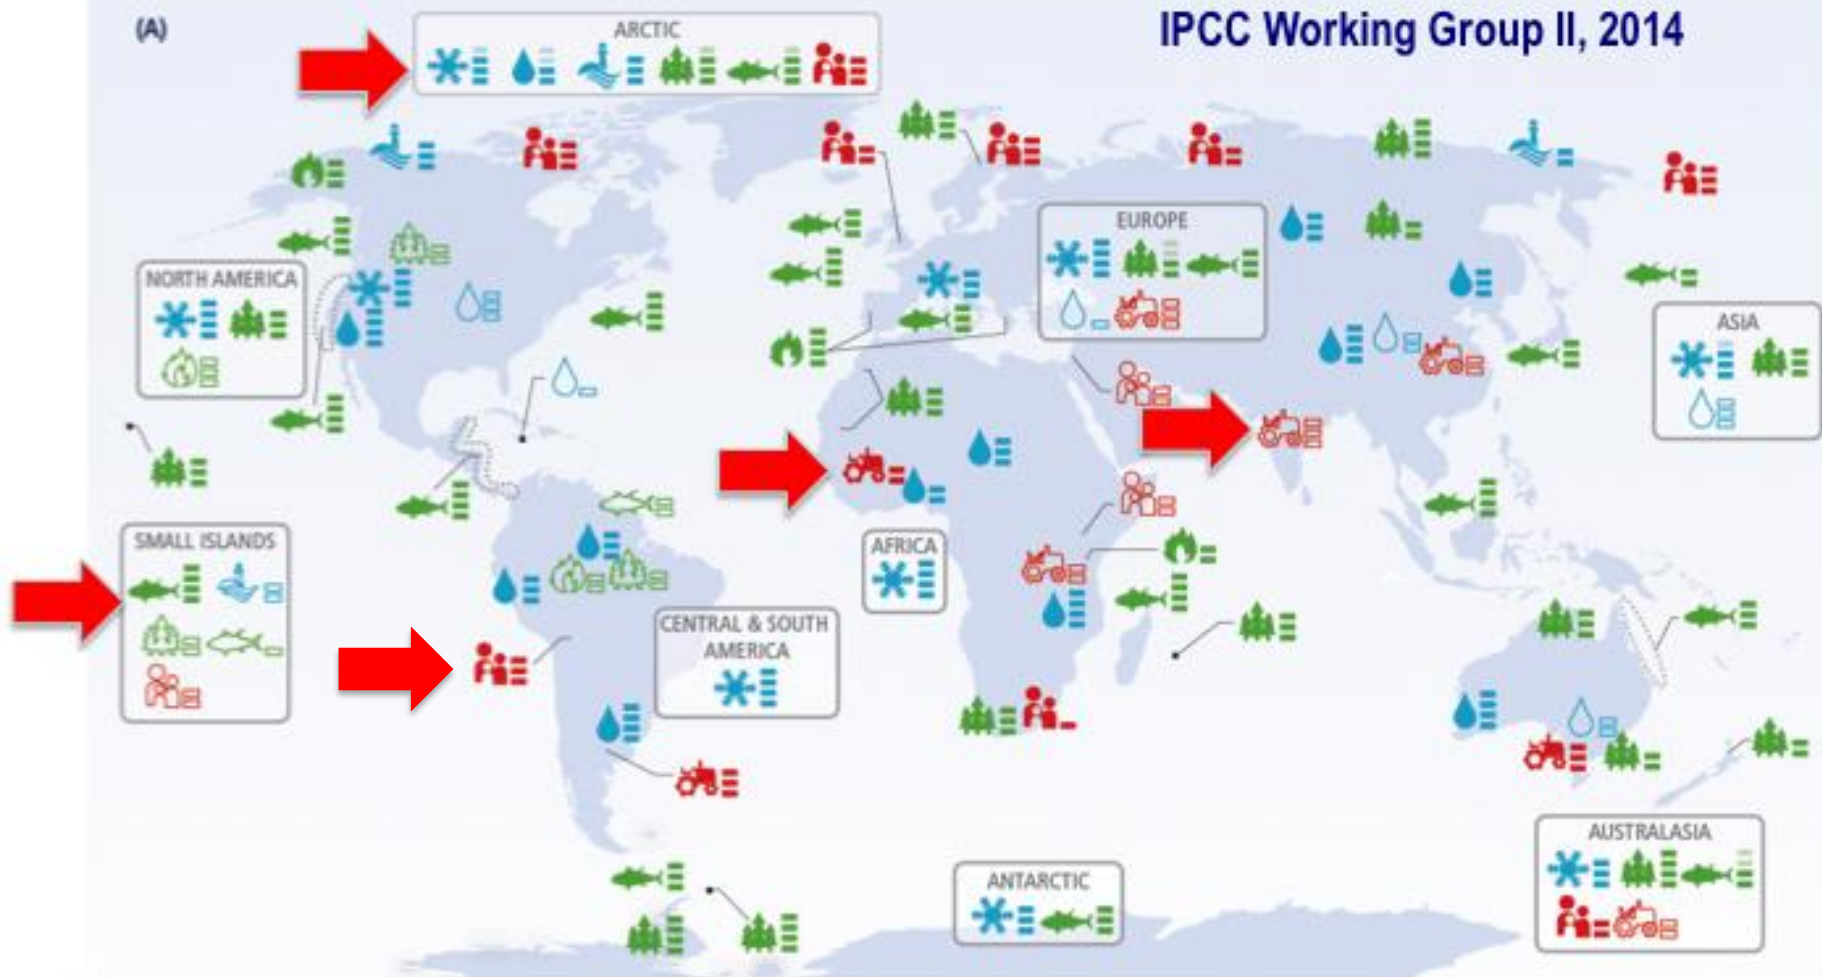 (A)
IPCC Working Group II, 2014
ARCTIC
EUROPE
NORTH AMERICA
ASIA
SMALL ISLANDS
AFRICA
CENTRAL & SOUTH
AMERICA
AUSTRALASIA
ANTARCTIC